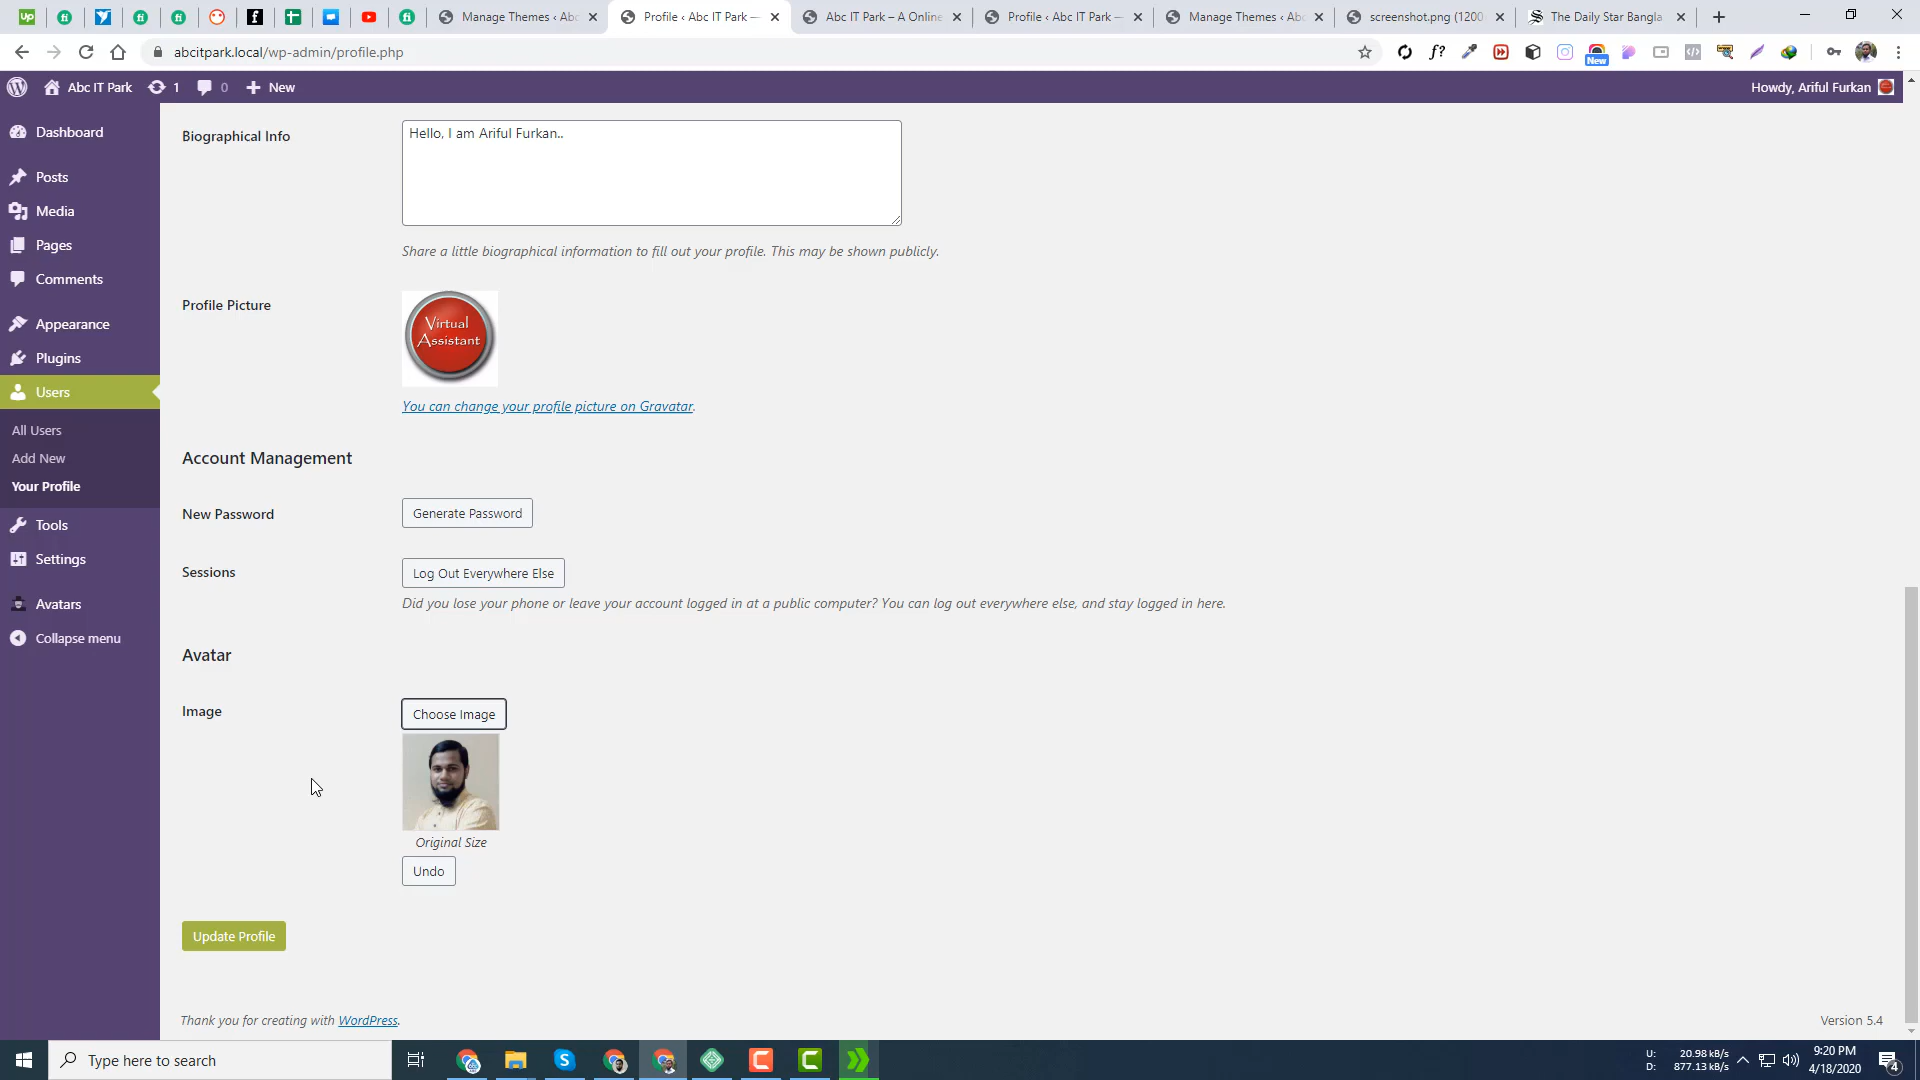 Up
Manage Themes ‹ Abc
Profile ‹ Abc IT Park —
Abc IT Park – A Online
Profile ‹ Abc IT Park —
Manage Themes ‹ Abc
screenshot.png (1200
The Daily Star Bangla
abcitpark.local/wp-admin/profile.php
f?
New
Abc IT Park
1
0
New
Howdy, Ariful Furkan
Dashboard
Posts
Media
Pages
Comments
Appearance
Plugins
Users
All Users
Add New
Your Profile
Tools
Settings
Avatars
Collapse menu
Biographical Info
Hello, I am Ariful Furkan..
Share a little biographical information to fill out your profile. This may be shown publicly.
Profile Picture
Virtual
Assistant
You can change your profile picture on Gravatar.
Account Management
New Password
Generate Password
Sessions
Log Out Everywhere Else
Did you lose your phone or leave your account logged in at a public computer? You can log out everywhere else, and stay logged in here.
Avatar
Image
Choose Image
Original Size
Undo
Update Profile
Thank you for creating with WordPress.
Version 5.4
Type here to search
U: 20.98 kB/s
D: 877.13 kB/s
9:20 PM
4/18/2020
4